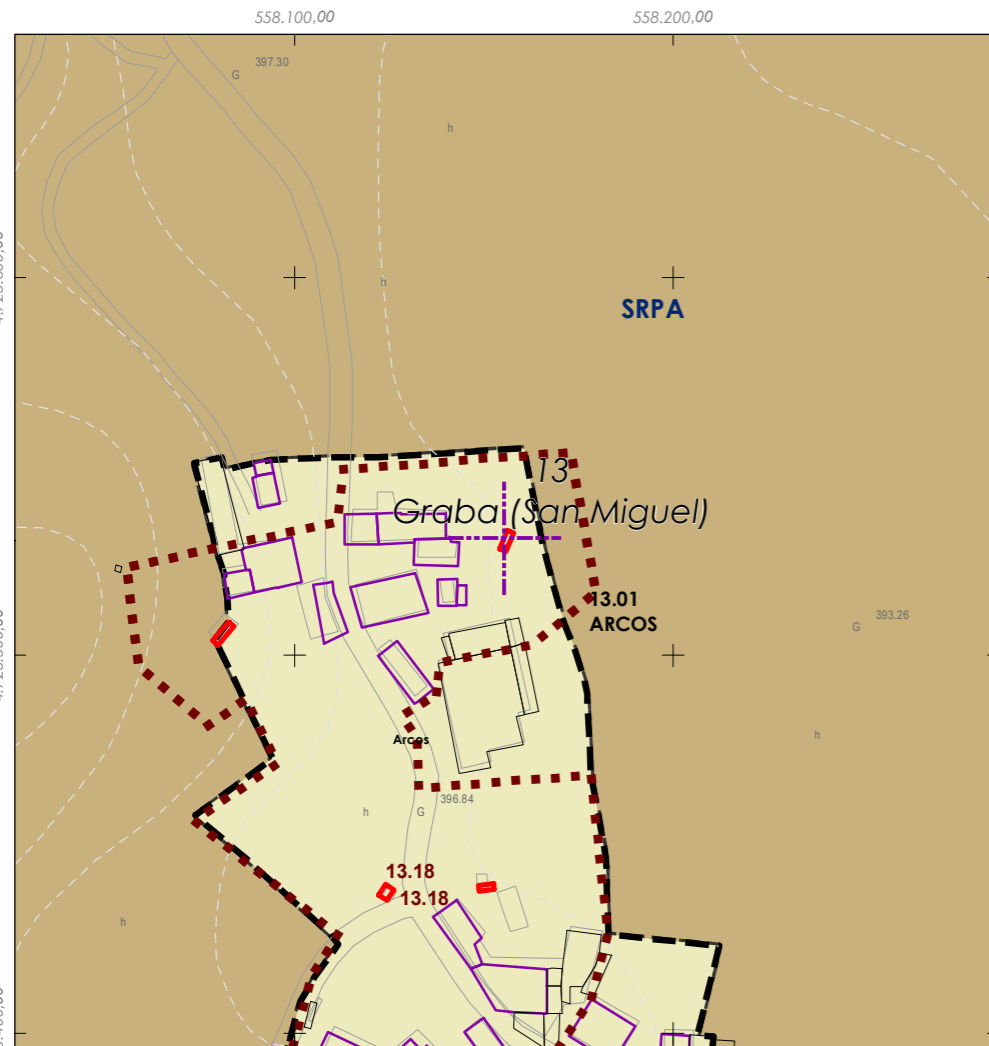 558.100,00
558.200,00
397.30
G
h
h
SRPA
13
Graba (San Miguel)
13.01
ARCOS
393.26
G
h
Arcos
396.84
h
G
13.18
13.18
h